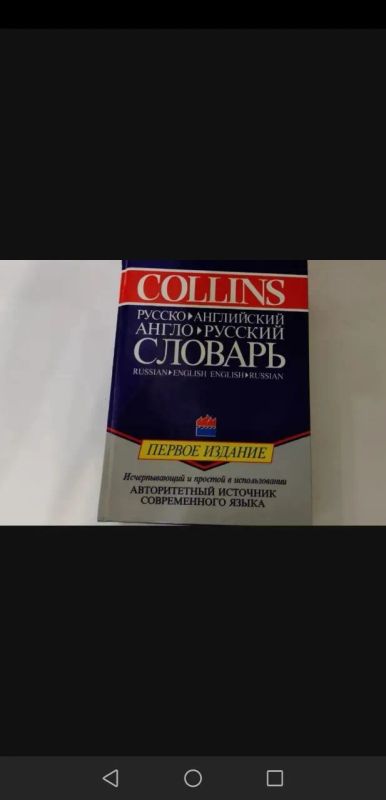 COLLINS
РУССКО▸АНГЛИЙСКИЙ
АНГЛО▸РУССКИЙ
СЛОВАРЬ
RUSSIAN▸ENGLISH ENGLISH▸RUSSIAN
ПЕРВОЕ ИЗДАНИЕ
Исчерпывающий и простой в использовании
АВТОРИТЕТНЫЙ ИСТОЧНИК
СОВРЕМЕННОГО ЯЗЫКА